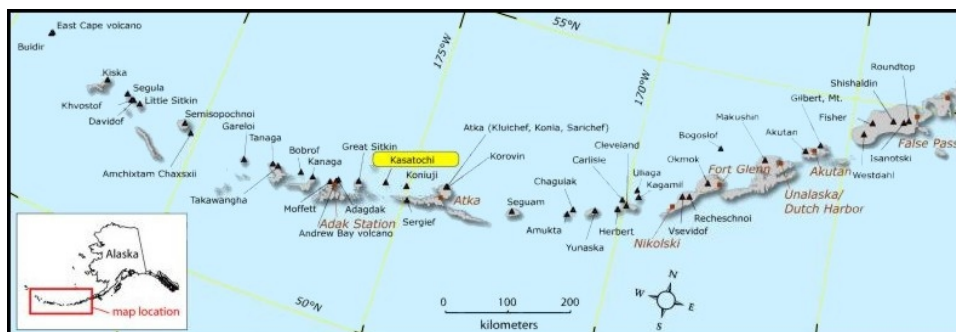 East Cape volcano
Buldir
Kiska
Segula
Khvostof
Little Sitkin
Davidof
Semisopochnoi
Gareloi
Amchixtam Chaxsxii
Tanaga
Takawangha
Bobrof
Kanaga
Moffett
Adak Station
Andrew Bay volcano
Adagdak
Great Sitkin
Kasatochi
Koniuji
Sergief
Atka (Kluichef, Konia, Sarichef)
Korovin
Atka
175°W
55°N
170°W
50°N
Seguam
Amukta
Chagulak
Yunaska
Herbert
Carlisle
Cleveland
Uliaga
Kagamil
Nikolski
Vsevidof
Recheschnoi
Okmok
Fort Glenn
Bogoslof
Makushin
Unalaska/
Dutch Harbor
Akutan
Akutan
Gilbert, Mt.
Westdahl
Fisher
Shishaldin
Roundtop
Isanotski
False Pass
Alaska
map location
0 100 200
kilometers
N
W
E
S